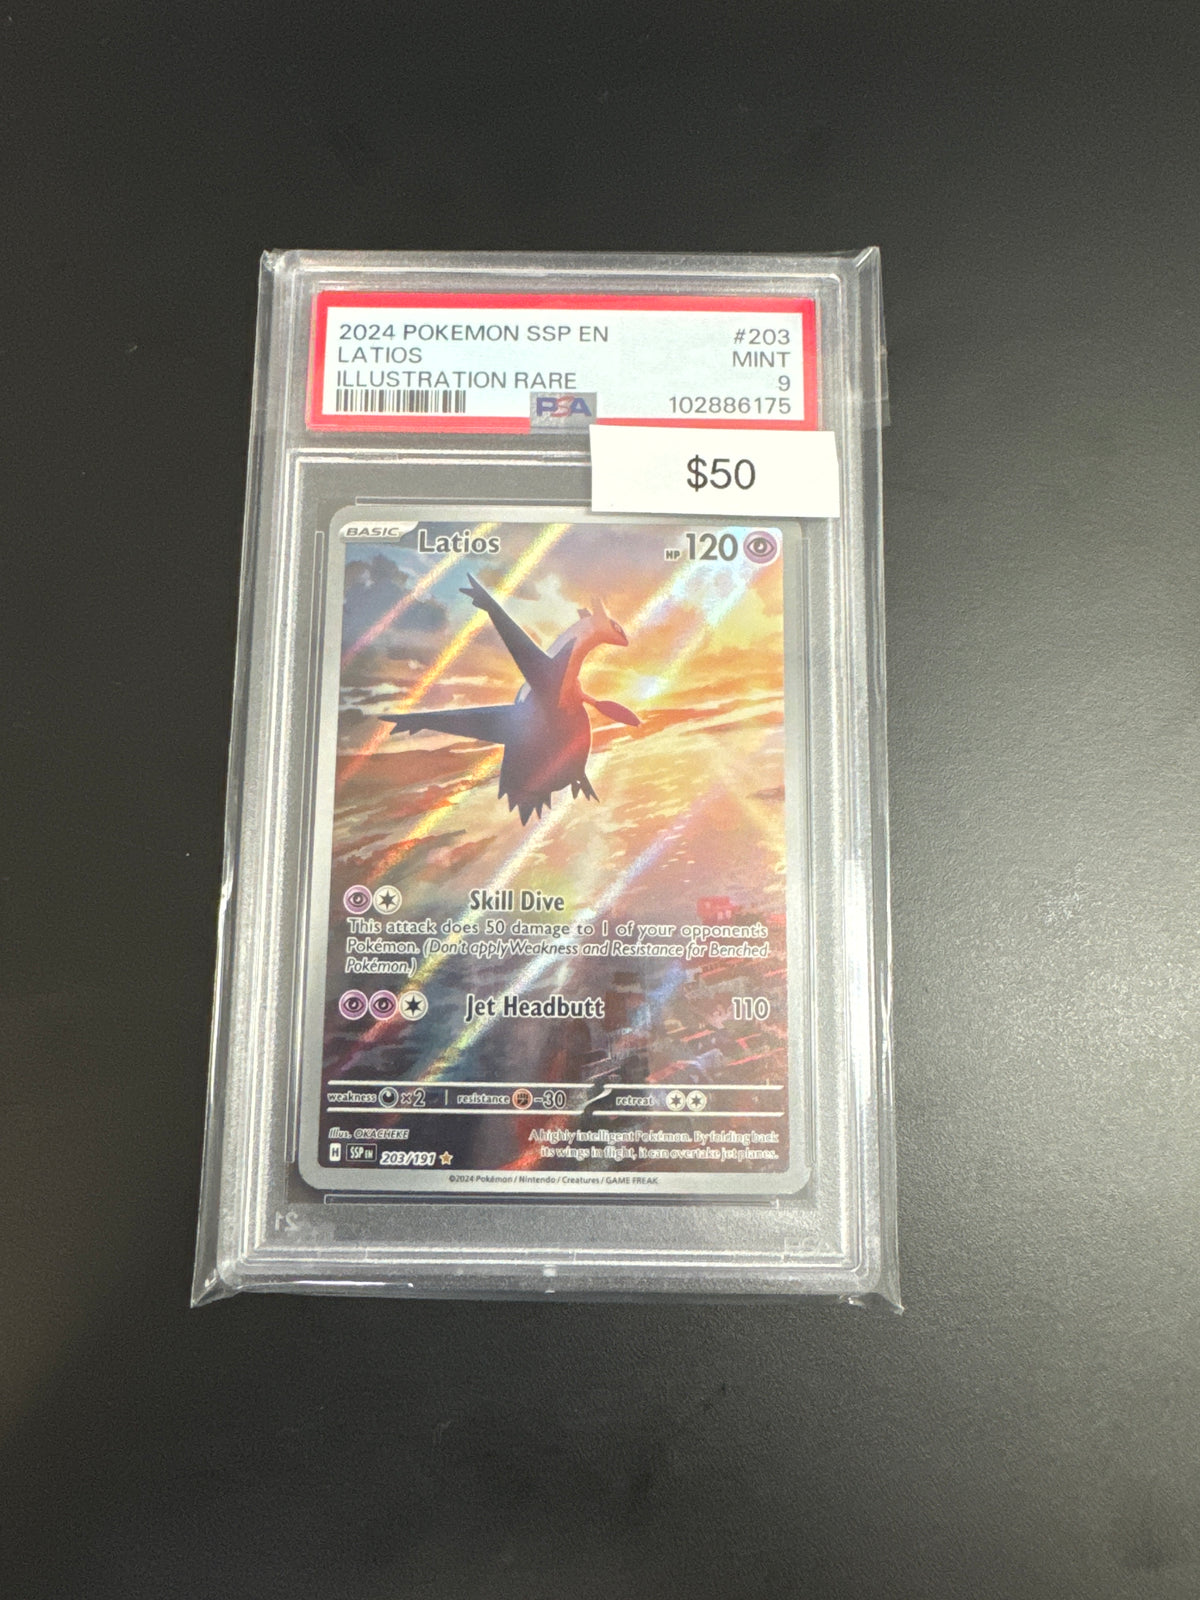 2024 POKEMON SSP EN #203
LATIOS MINT
ILLUSTRATION RARE 9
PSA 102886175
$50
BASIC Latios HP 120
Skill Dive
This attack does 50 damage to 1 of your opponent's
Pokémon. (Don't apply Weakness and Resistance for Benched
Pokémon.)
Jet Headbutt 110
weakness ×2 resistance -30 retreat
Illus. OKACHEKE
A highly intelligent Pokémon. By folding back
its wings in flight, it can overtake jet planes.
H SSP EN 203/191
©2024 Pokémon / Nintendo / Creatures / GAME FREAK